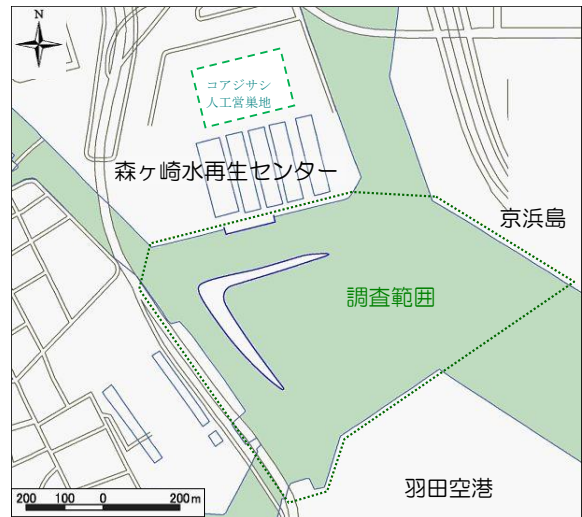 N
コアジサシ
人工営巣地
森ヶ崎水再生センター
京浜島
調査範囲
羽田空港
200 100 0 200m